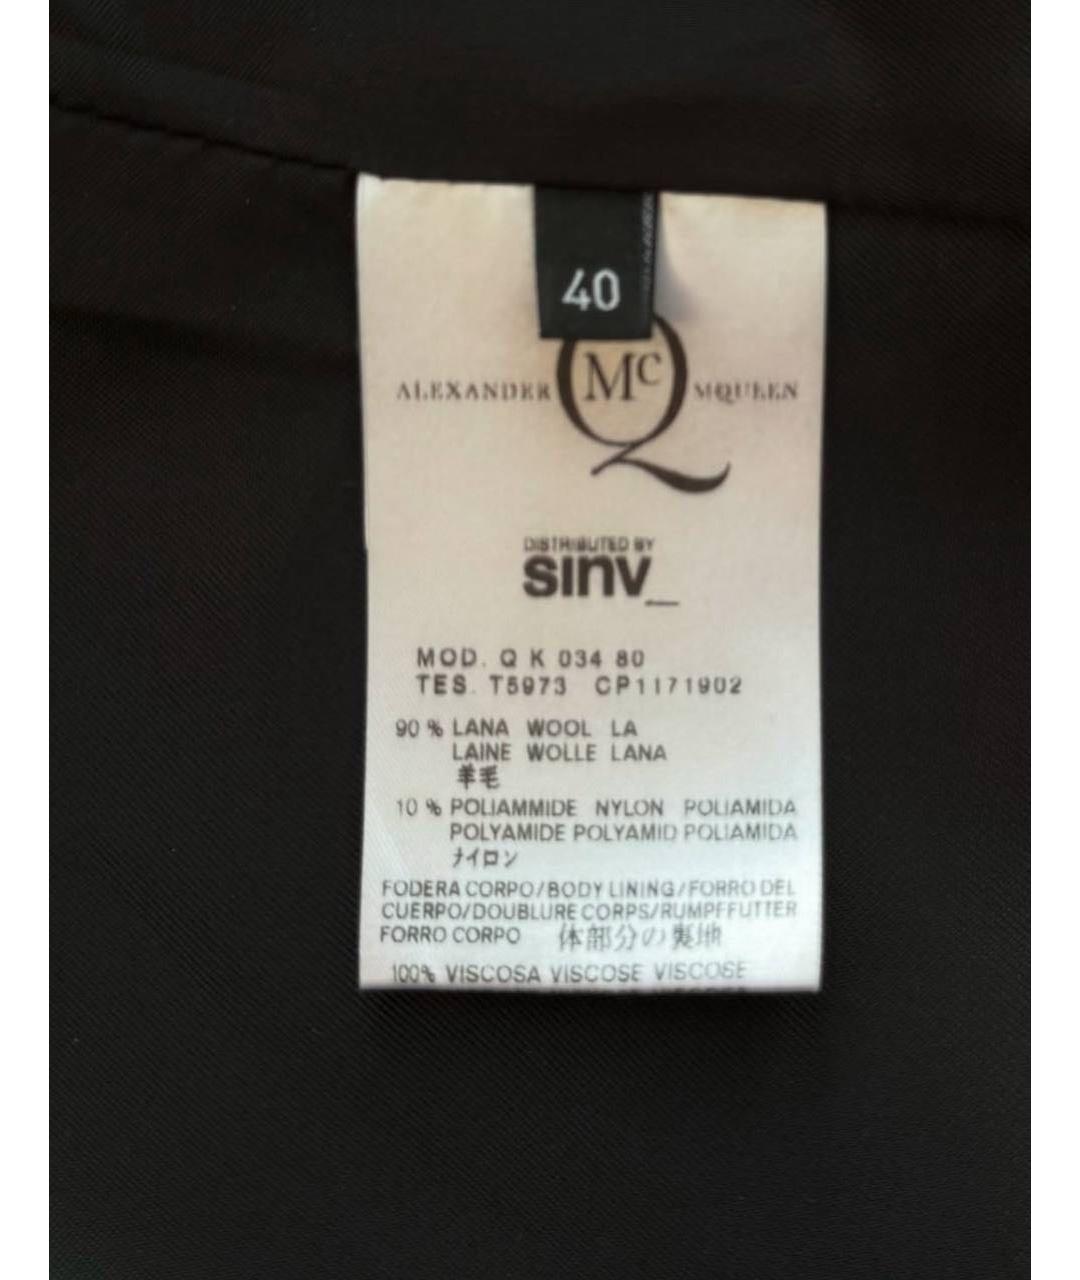 40
ALEXANDER McQ MQUEEN
DISTRIBUTED BY
sinv_
MOD. Q K 034 80
TES. T5973 CP1171902
90 % LANA WOOL LA
LAINE WOLLE LANA
羊毛
10 % POLIAMMIDE NYLON POLIAMIDA
POLYAMIDE POLYAMID POLIAMIDA
ナイロン
FODERA CORPO/BODY LINING/FORRO DEL
CUERPO/DOUBLURE CORPS/RUMPFFUTTER
FORRO CORPO 体部分の裏地
100% VISCOSA VISCOSE VISCOSE